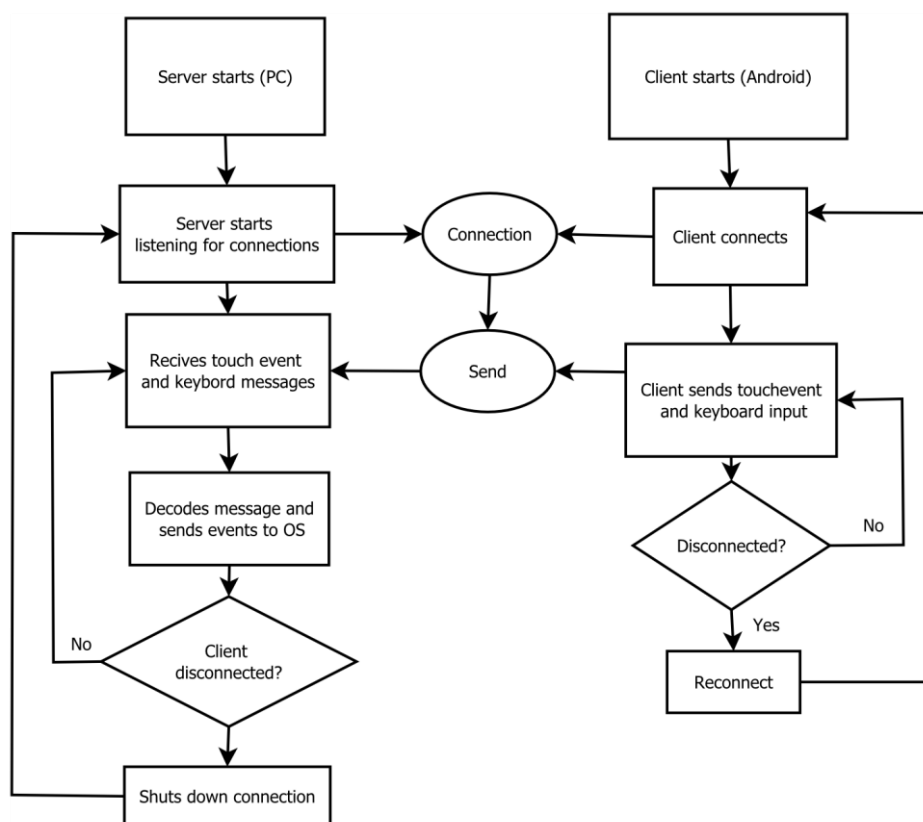 Server starts (PC)
Client starts (Android)
Server starts
listening for connections
Connection
Client connects
Recives touch event
and keybord messages
Send
Client sends touchevent
and keyboard input
Decodes message and
sends events to OS
Disconnected?
No
Yes
No
Client
disconnected?
Reconnect
Shuts down connection